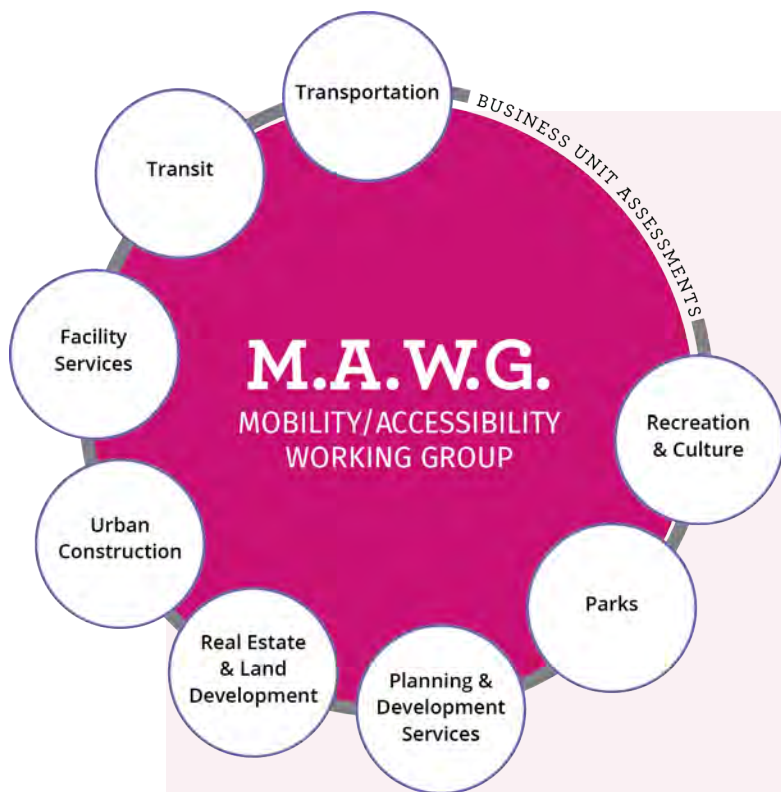 Transportation
BUSINESS UNIT ASSESSMENTS
Transit
Facility
Services
M.A.W.G.
MOBILITY/ACCESSIBILITY
WORKING GROUP
Recreation
& Culture
Urban
Construction
Parks
Real Estate
& Land
Development
Planning &
Development
Services